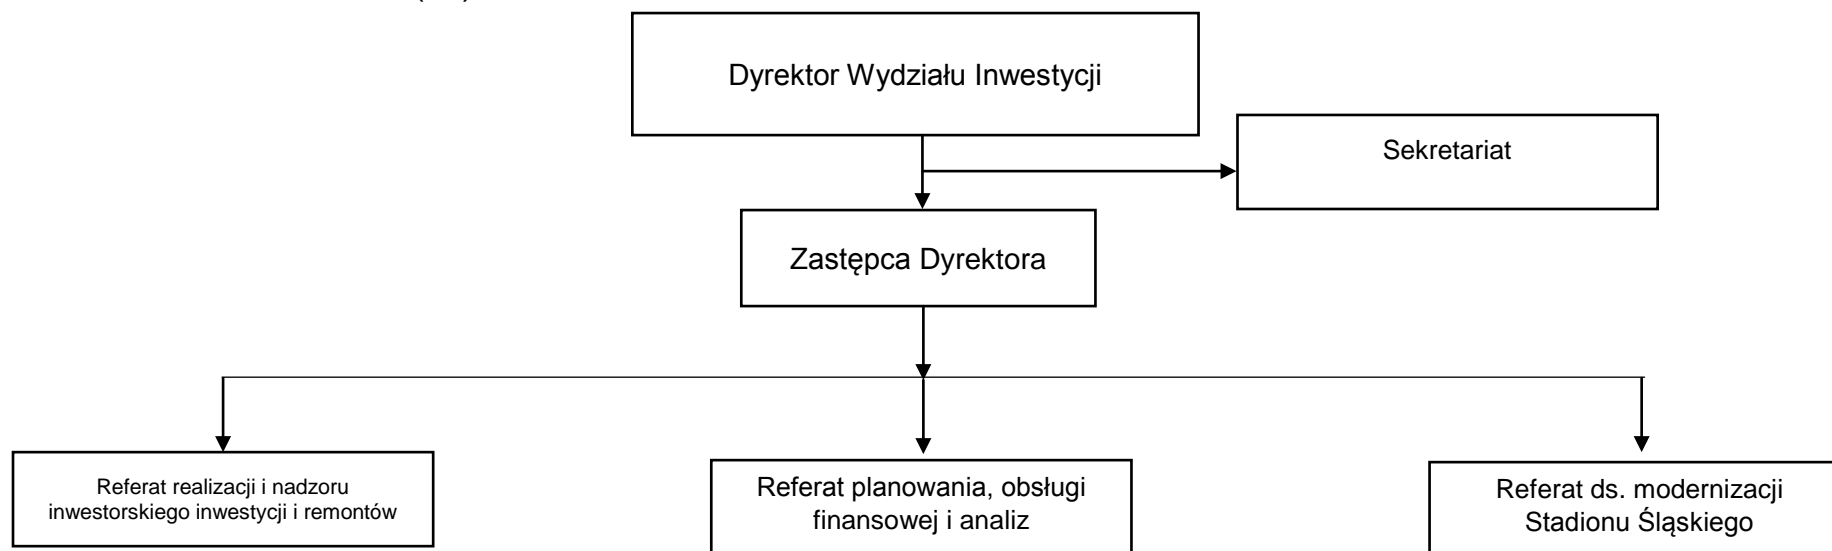 Dyrektor Wydziału Inwestycji
Sekretariat
Zastępca Dyrektora
Referat realizacji i nadzoru
inwestorskiego inwestycji i remontów
Referat planowania, obsługi
finansowej i analiz
Referat ds. modernizacji
Stadionu Śląskiego